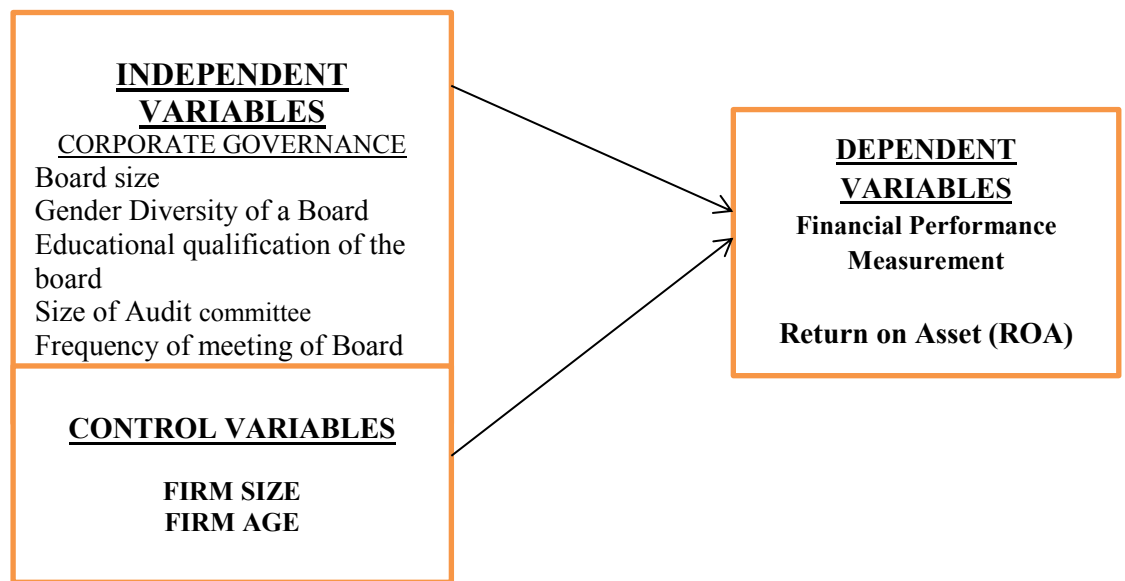 INDEPENDENT
VARIABLES
CORPORATE GOVERNANCE
Board size
Gender Diversity of a Board
Educational qualification of the
board
Size of Audit committee
Frequency of meeting of Board
CONTROL VARIABLES
FIRM SIZE
FIRM AGE
DEPENDENT
VARIABLES
Financial Performance
Measurement
Return on Asset (ROA)